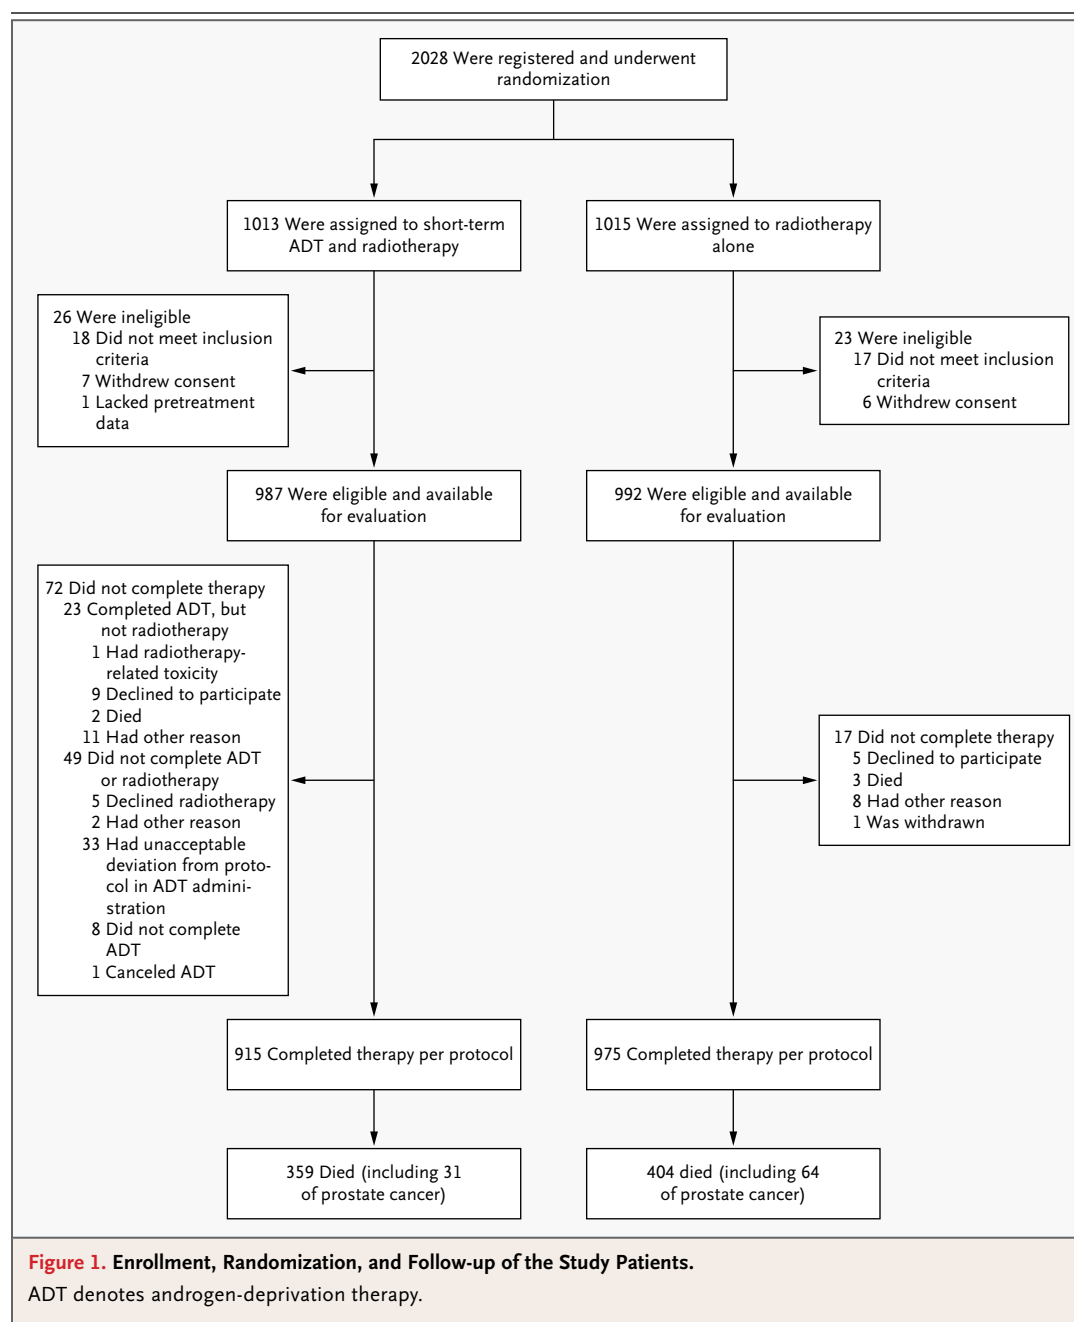 2028 Were registered and underwent
randomization
1013 Were assigned to short-term
ADT and radiotherapy
1015 Were assigned to radiotherapy
alone
26 Were ineligible
18 Did not meet inclusion
criteria
7 Withdrew consent
1 Lacked pretreatment
data
23 Were ineligible
17 Did not meet inclusion
criteria
6 Withdrew consent
987 Were eligible and available
for evaluation
992 Were eligible and available
for evaluation
72 Did not complete therapy
23 Completed ADT, but
not radiotherapy
1 Had radiotherapy-
related toxicity
9 Declined to participate
2 Died
11 Had other reason
49 Did not complete ADT
or radiotherapy
5 Declined radiotherapy
2 Had other reason
33 Had unacceptable
deviation from proto-
col in ADT admini-
stration
8 Did not complete
ADT
1 Canceled ADT
17 Did not complete therapy
5 Declined to participate
3 Died
8 Had other reason
1 Was withdrawn
915 Completed therapy per protocol
975 Completed therapy per protocol
359 Died (including 31
of prostate cancer)
404 died (including 64
of prostate cancer)
Figure 1. Enrollment, Randomization, and Follow-up of the Study Patients.
ADT denotes androgen-deprivation therapy.